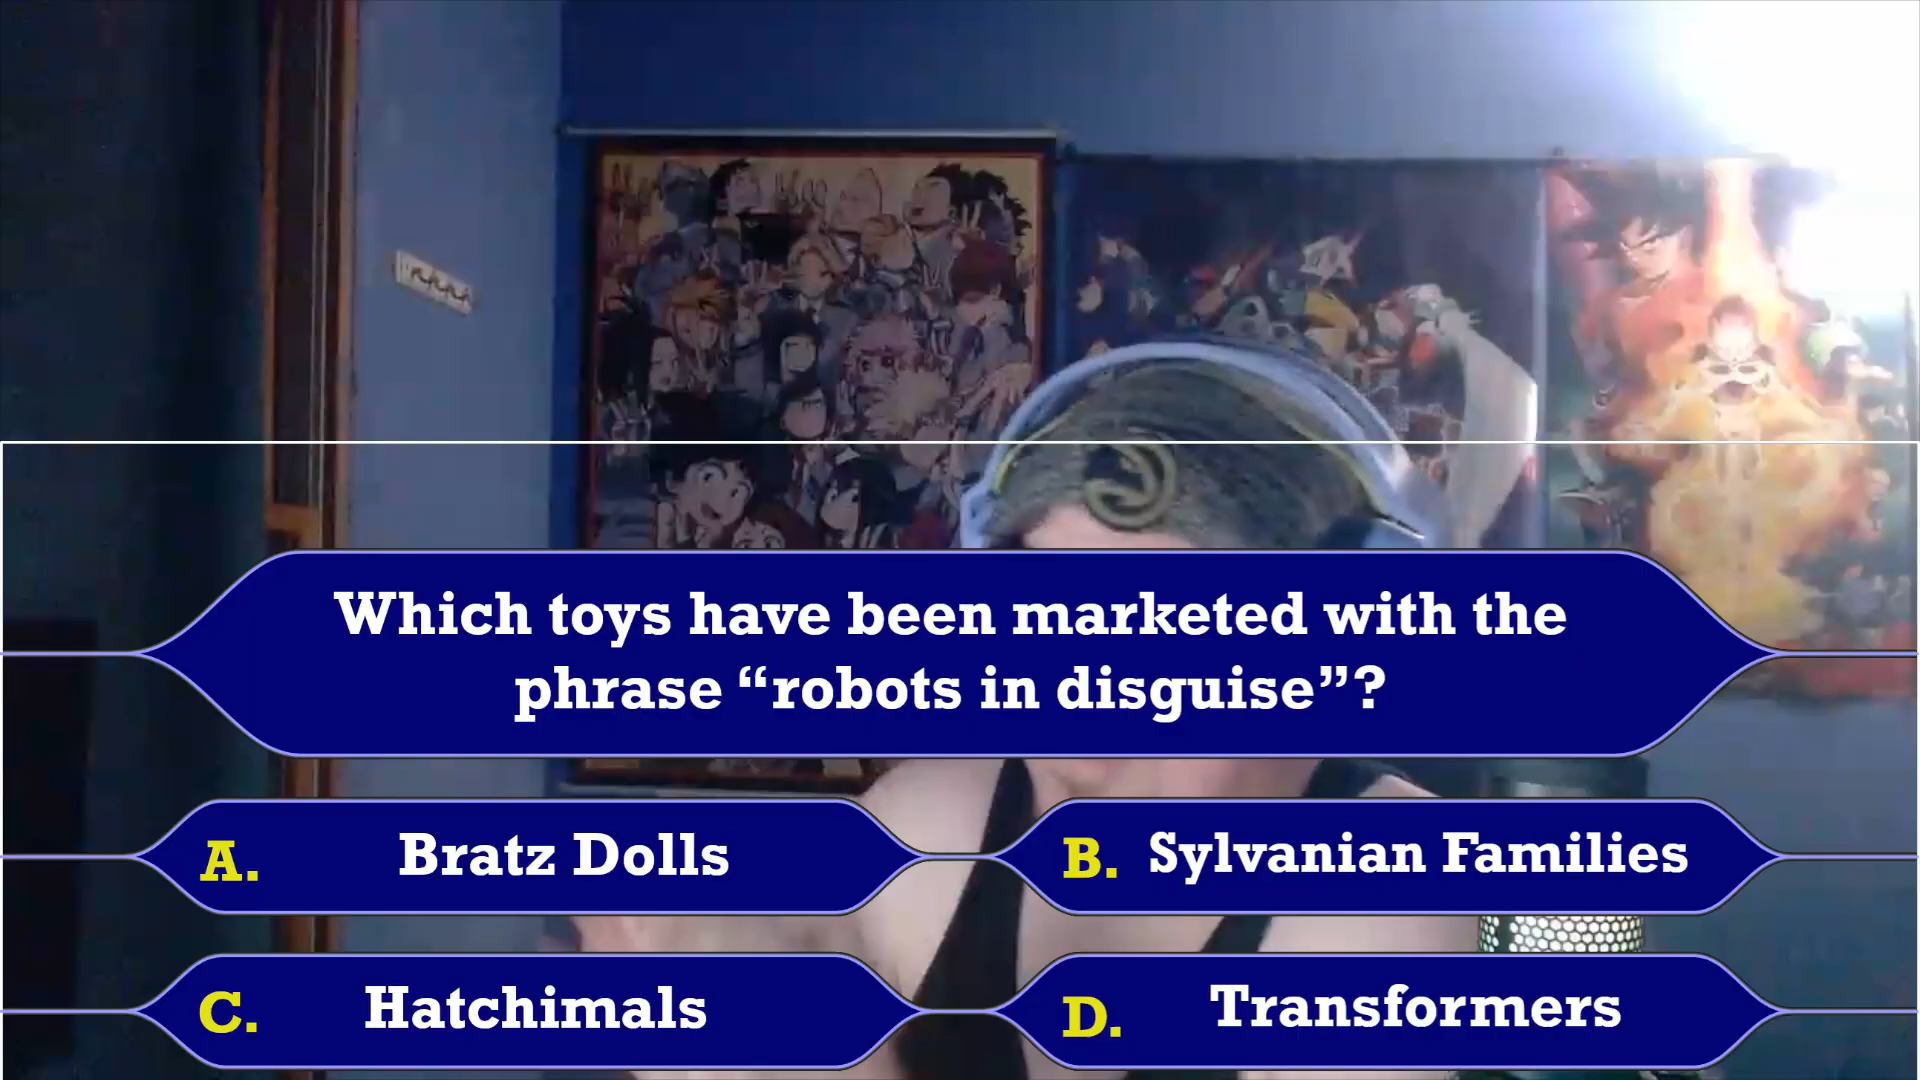 Which toys have been marketed with the
phrase “robots in disguise”?
A. Bratz Dolls
B. Sylvanian Families
C. Hatchimals
D. Transformers